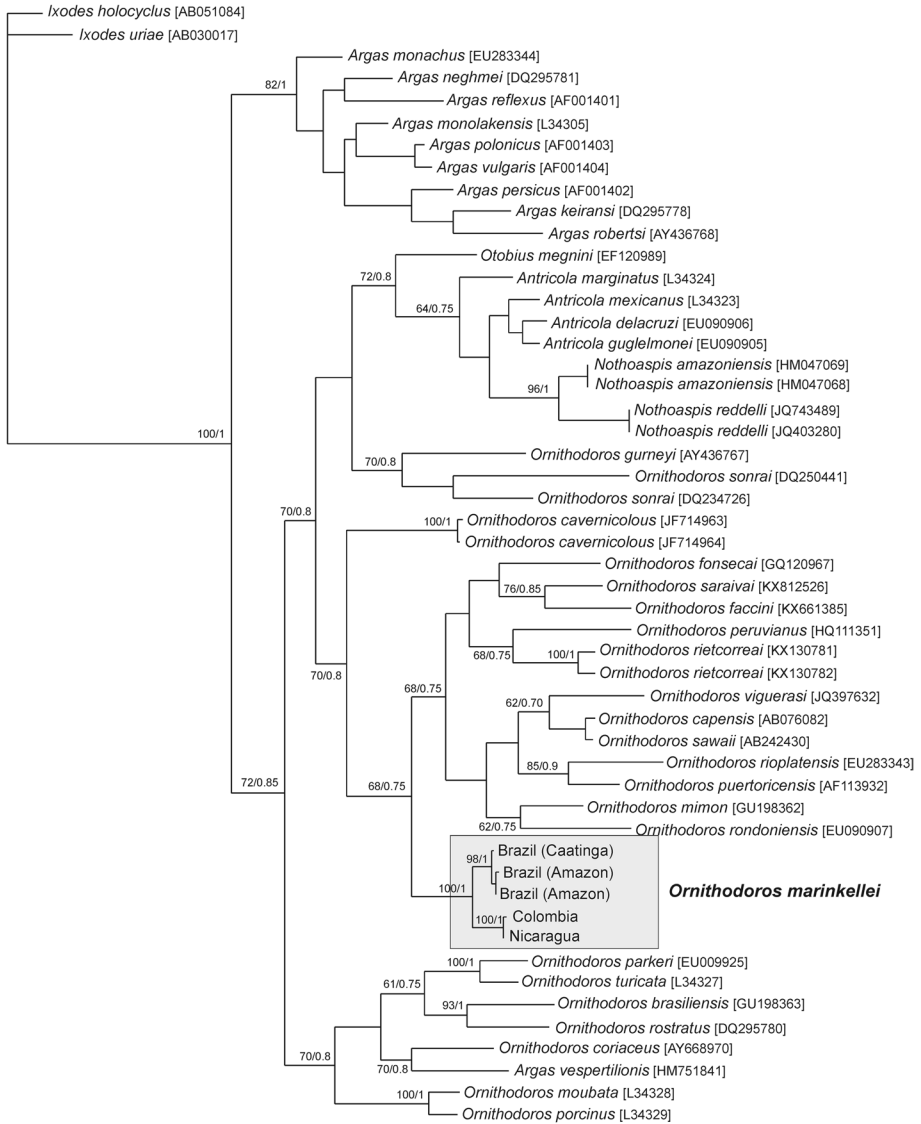 Ixodes holocyclus [AB051084]
Ixodes uriae [AB030017]
Argas monachus [EU283344]
Argas neghmei [DQ295781]
82/1
Argas reflexus [AF001401]
Argas monolakensis [L34305]
Argas polonicus [AF001403]
Argas vulgaris [AF001404]
Argas persicus [AF001402]
Argas keiransi [DQ295778]
Argas robertsi [AY436768]
Otobius megnini [EF120989]
72/0.8
Antricola marginatus [L34324]
Antricola mexicanus [L34323]
64/0.75
Antricola delacruzi [EU090906]
Antricola guglelmonei [EU090905]
Nothoaspis amazoniensis [HM047069]
Nothoaspis amazoniensis [HM047068]
96/1
Nothoaspis reddelli [JQ743489]
Nothoaspis reddelli [JQ403280]
100/1
Ornithodoros gurneyi [AY436767]
70/0.8
Ornithodoros sonrai [DQ250441]
Ornithodoros sonrai [DQ234726]
70/0.8
Ornithodoros cavernicolous [JF714963]
100/1
Ornithodoros cavernicolous [JF714964]
Ornithodoros fonsecai [GQ120967]
Ornithodoros saraivai [KX812526]
76/0.85
Ornithodoros faccini [KX661385]
Ornithodoros peruvianus [HQ111351]
Ornithodoros rietcorreai [KX130781]
68/0.75
100/1
Ornithodoros rietcorreai [KX130782]
70/0.8
68/0.75
Ornithodoros viguerasi [JQ397632]
62/0.70
Ornithodoros capensis [AB076082]
Ornithodoros sawaii [AB242430]
Ornithodoros rioplatensis [EU283343]
85/0.9
72/0.85
68/0.75
Ornithodoros puertoricensis [AF113932]
Ornithodoros mimon [GU198362]
62/0.75
Ornithodoros rondoniensis [EU090907]
Brazil (Caatinga)
98/1
Brazil (Amazon)
100/1
Brazil (Amazon)
Ornithodoros marinkellei
Colombia
100/1
Nicaragua
Ornithodoros parkeri [EU009925]
100/1
Ornithodoros turicata [L34327]
61/0.75
Ornithodoros brasiliensis [GU198363]
93/1
Ornithodoros rostratus [DQ295780]
Ornithodoros coriaceus [AY668970]
70/0.8
70/0.8
Argas vespertilionis [HM751841]
Ornithodoros moubata [L34328]
100/1
Ornithodoros porcinus [L34329]